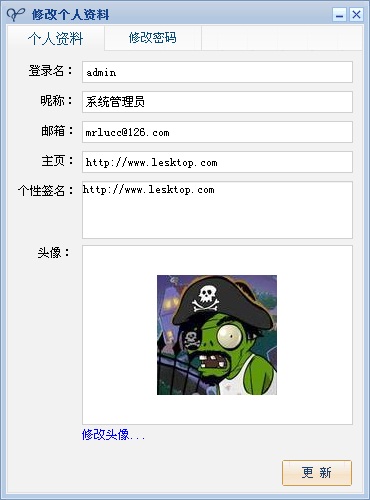 修改个人资料
个人资料
修改密码
登录名：
admin
昵称：
系统管理员
邮箱：
mrlucc@126.com
主页：
http://www.lesktop.com
个性签名：
http://www.lesktop.com
头像：
修改头像...
更 新